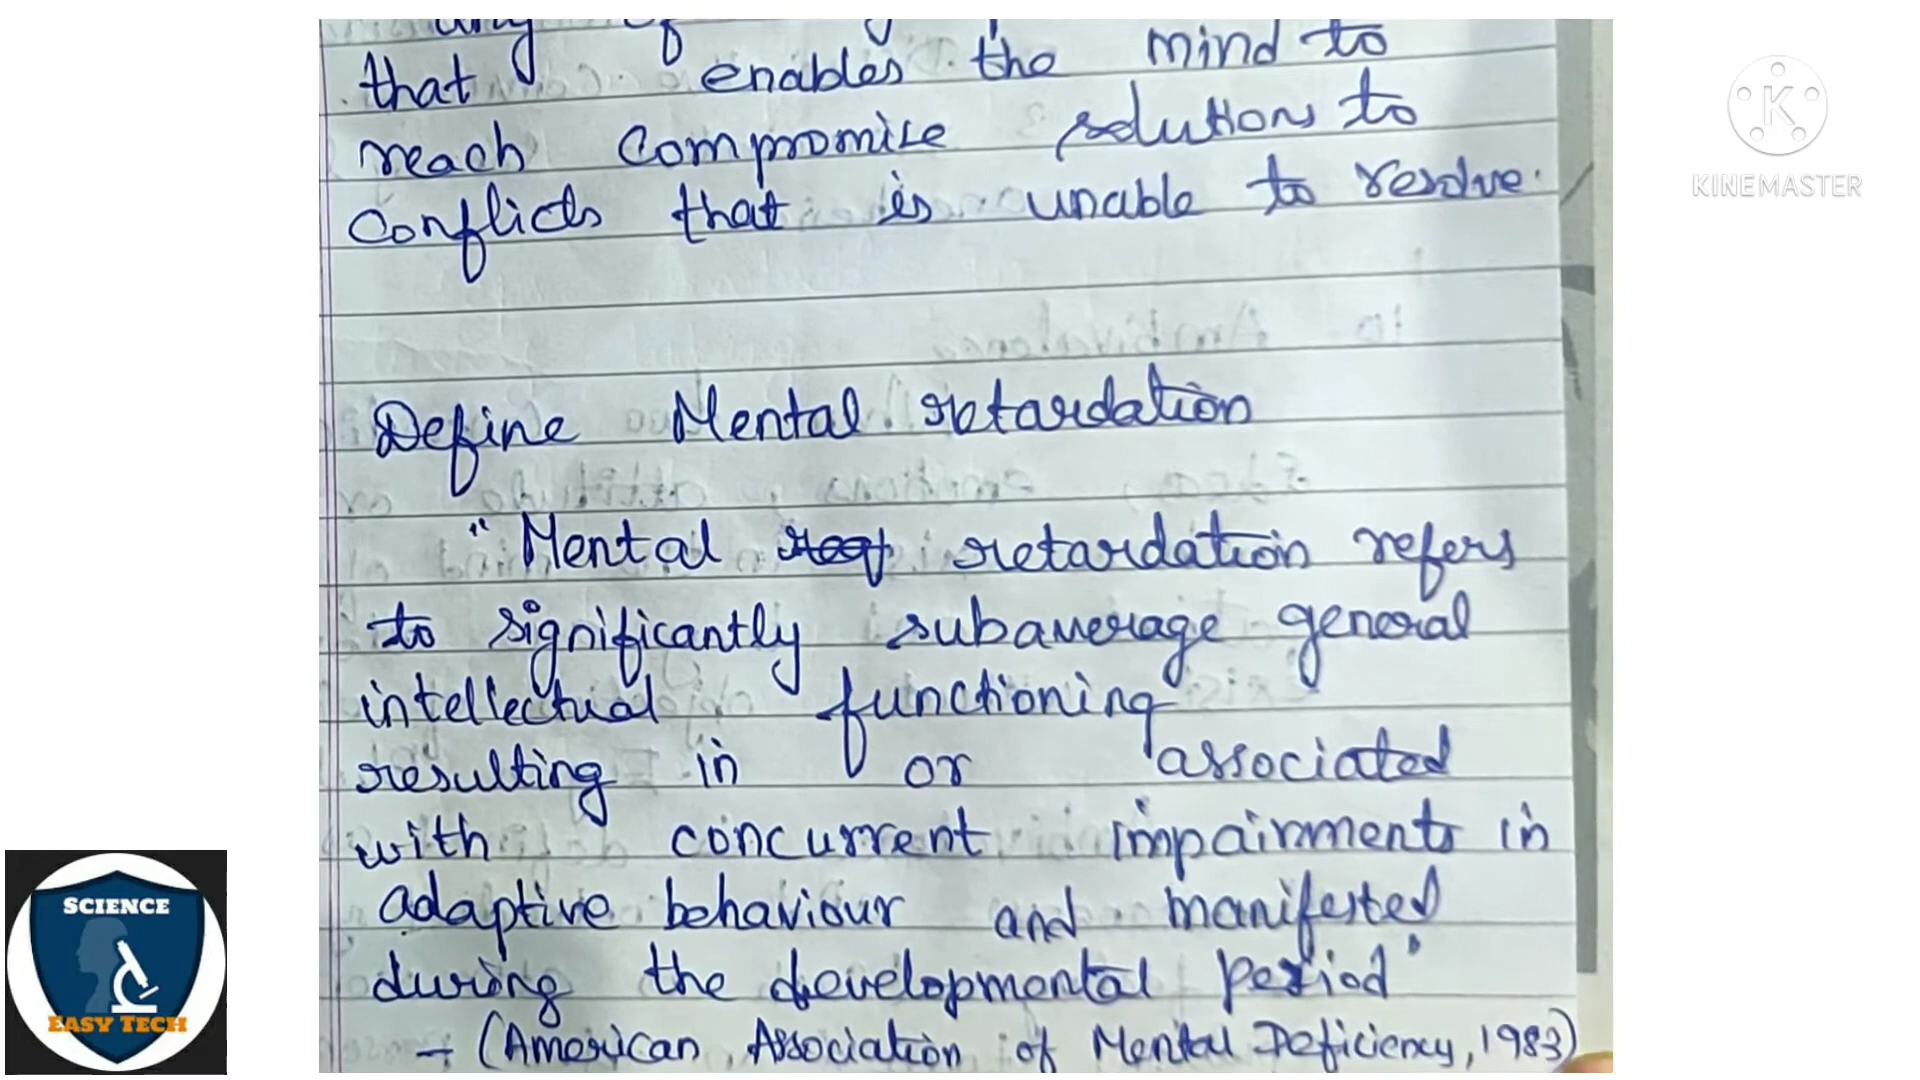 that enables the mind to
reach compromise solutions to
conflicts that is unable to resolve.
Define Mental retardation
"Mental retardation refers
to significantly subaverage general
intellectual functioning
resulting in or associated
with concurrent impairments in
adaptive behaviour and manifested
during the developmental period"
- (American Association of Mental Deficiency, 1983)
K
KINEMASTER
SCIENCE
EASY TECH